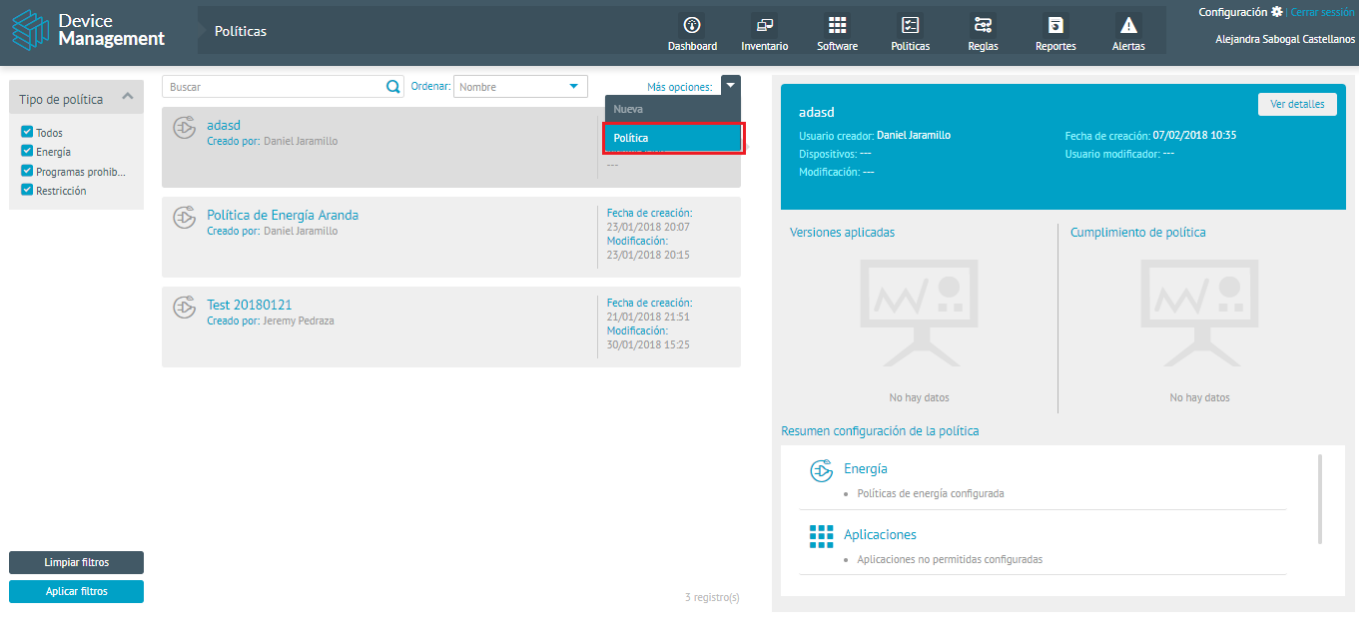 Device
Management
Políticas
Dashboard
Inventario
Software
Políticas
Reglas
Reportes
Alertas
Configuración | Cerrar sesión
Alejandra Sabogal Castellanos
Tipo de política
Todos
Energía
Programas prohib...
Restricción
Limpiar filtros
Aplicar filtros
Buscar
Ordenar: Nombre
Más opciones:
Nueva
Política
adasd
Creado por: Daniel Jaramillo
---
Política de Energía Aranda
Creado por: Daniel Jaramillo
Fecha de creación:
23/01/2018 20:07
Modificación:
23/01/2018 20:15
Test 20180121
Creado por: Jeremy Pedraza
Fecha de creación:
21/01/2018 21:51
Modificación:
30/01/2018 15:25
3 registro(s)
adasd
Ver detalles
Usuario creador: Daniel Jaramillo
Fecha de creación: 07/02/2018 10:35
Dispositivos: ---
Usuario modificador: ---
Modificación: ---
Versiones aplicadas
No hay datos
Cumplimiento de política
No hay datos
Resumen configuración de la política
Energía
• Políticas de energía configurada
Aplicaciones
• Aplicaciones no permitidas configuradas